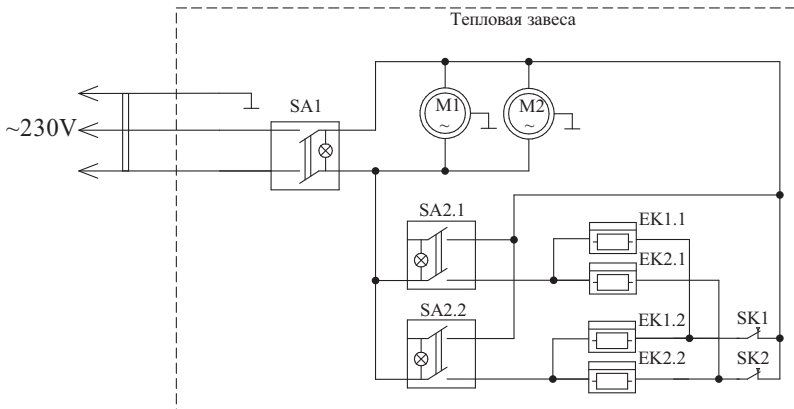 Тепловая завеса
SA1
M1
~
M2
~
~230V
SA2.1
EK1.1
EK2.1
SA2.2
EK1.2
SK1
EK2.2
SK2